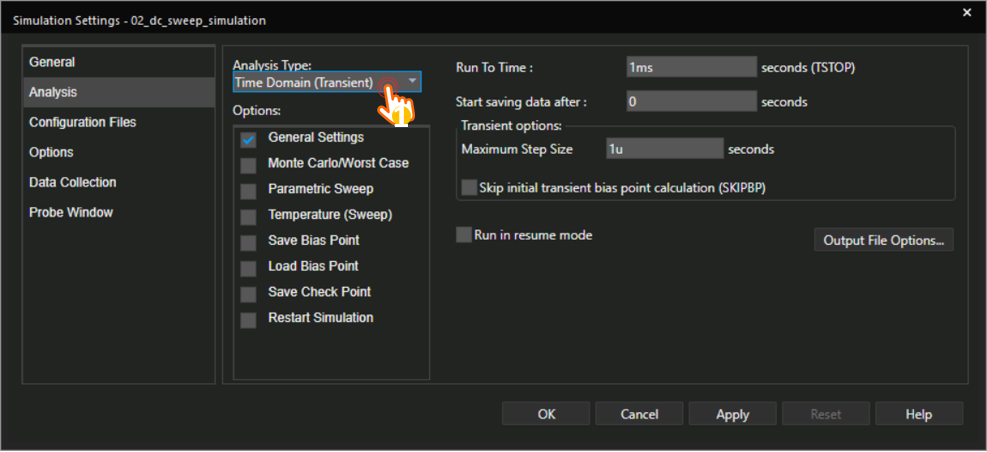 Simulation Settings - 02_dc_sweep_simulation
General
Analysis
Configuration Files
Options
Data Collection
Probe Window
Analysis Type:
Time Domain (Transient)
Options:
General Settings
Monte Carlo/Worst Case
Parametric Sweep
Temperature (Sweep)
Save Bias Point
Load Bias Point
Save Check Point
Restart Simulation
Run To Time : 1ms seconds (TSTOP)
Start saving data after : 0 seconds
Transient options:
Maximum Step Size 1u seconds
Skip initial transient bias point calculation (SKIPBP)
Run in resume mode
Output File Options...
OK Cancel Apply Reset Help